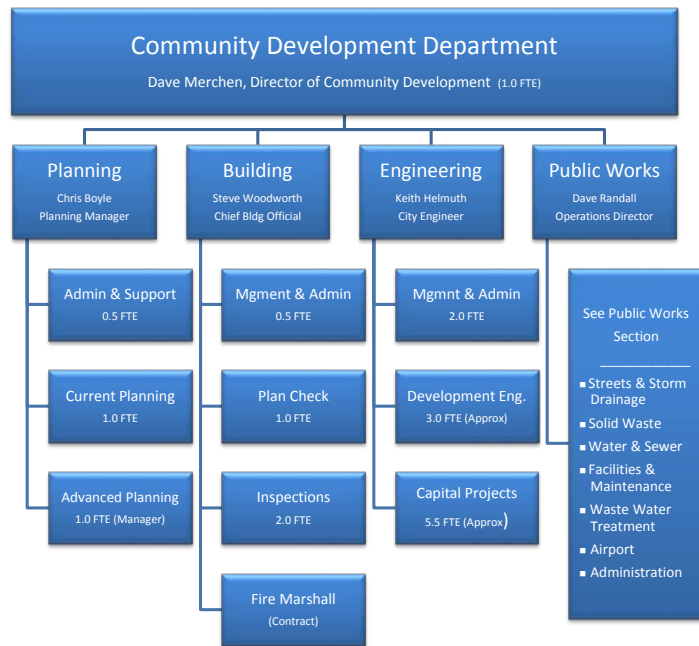 Community Development Department
Dave Merchen, Director of Community Development (1.0 FTE)
Planning
Chris Boyle
Planning Manager
Admin & Support
0.5 FTE
Current Planning
1.0 FTE
Advanced Planning
1.0 FTE (Manager)
Building
Steve Woodworth
Chief Bldg Official
Mgment & Admin
0.5 FTE
Plan Check
1.0 FTE
Inspections
2.0 FTE
Fire Marshall
(Contract)
Engineering
Keith Helmuth
City Engineer
Mgmnt & Admin
2.0 FTE
Development Eng.
3.0 FTE (Approx)
Capital Projects
5.5 FTE (Approx)
Public Works
Dave Randall
Operations Director
See Public Works
Section
____________
▪ Streets & Storm
Drainage
▪ Solid Waste
▪ Water & Sewer
▪ Facilities &
Maintenance
▪ Waste Water
Treatment
▪ Airport
▪ Administration